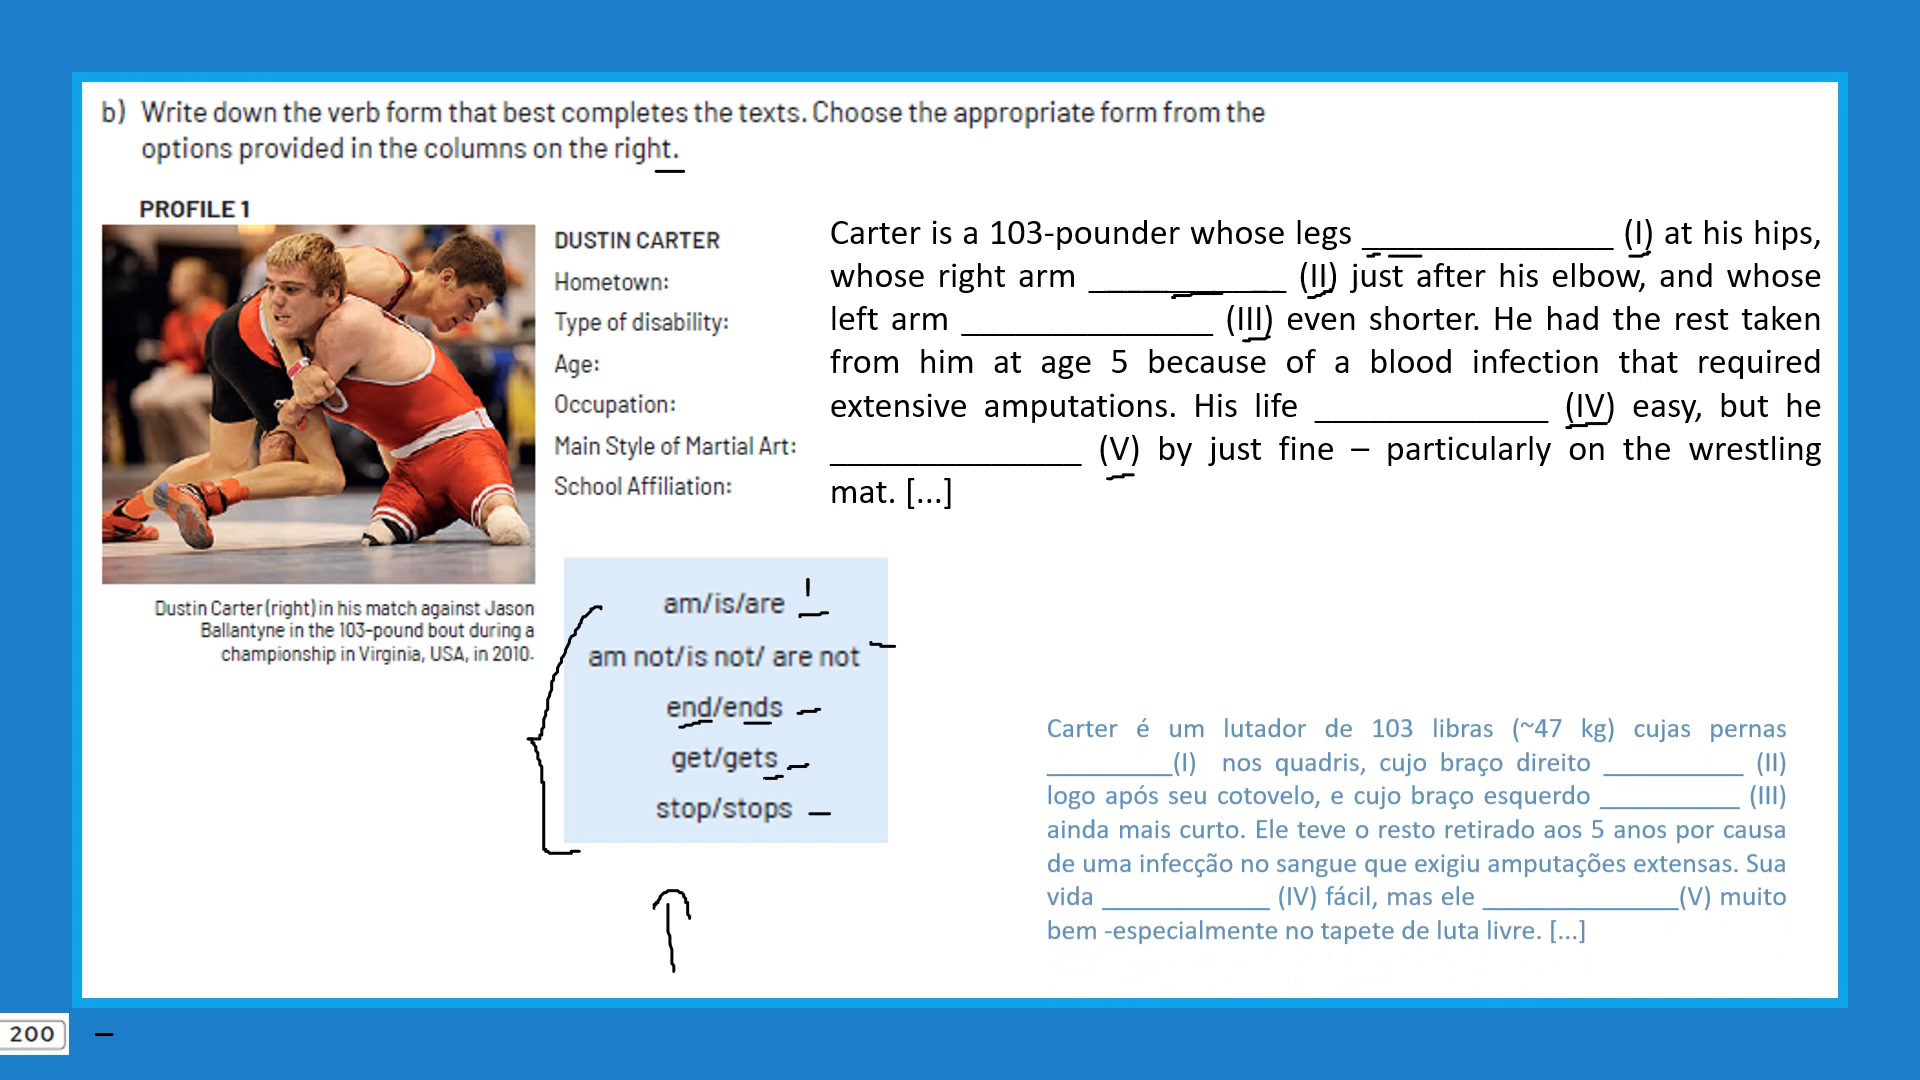 b) Write down the verb form that best completes the texts. Choose the appropriate form from the
options provided in the columns on the right.
PROFILE 1
DUSTIN CARTER
Hometown:
Type of disability:
Age:
Occupation:
Main Style of Martial Art:
School Affiliation:
Dustin Carter (right) in his match against Jason
Ballantyne in the 103-pound bout during a
championship in Virginia, USA, in 2010.
Carter is a 103-pounder whose legs ______________ (I) at his hips,
whose right arm ___________ (II) just after his elbow, and whose
left arm ______________ (III) even shorter. He had the rest taken
from him at age 5 because of a blood infection that required
extensive amputations. His life _____________ (IV) easy, but he
______________ (V) by just fine – particularly on the wrestling
mat. [...]
am/is/are
am not/is not/ are not
end/ends
get/gets
stop/stops
Carter é um lutador de 103 libras (~47 kg) cujas pernas
_________(I) nos quadris, cujo braço direito __________ (II)
logo após seu cotovelo, e cujo braço esquerdo __________ (III)
ainda mais curto. Ele teve o resto retirado aos 5 anos por causa
de uma infecção no sangue que exigiu amputações extensas. Sua
vida ____________ (IV) fácil, mas ele ______________(V) muito
bem -especialmente no tapete de luta livre. [...]
200